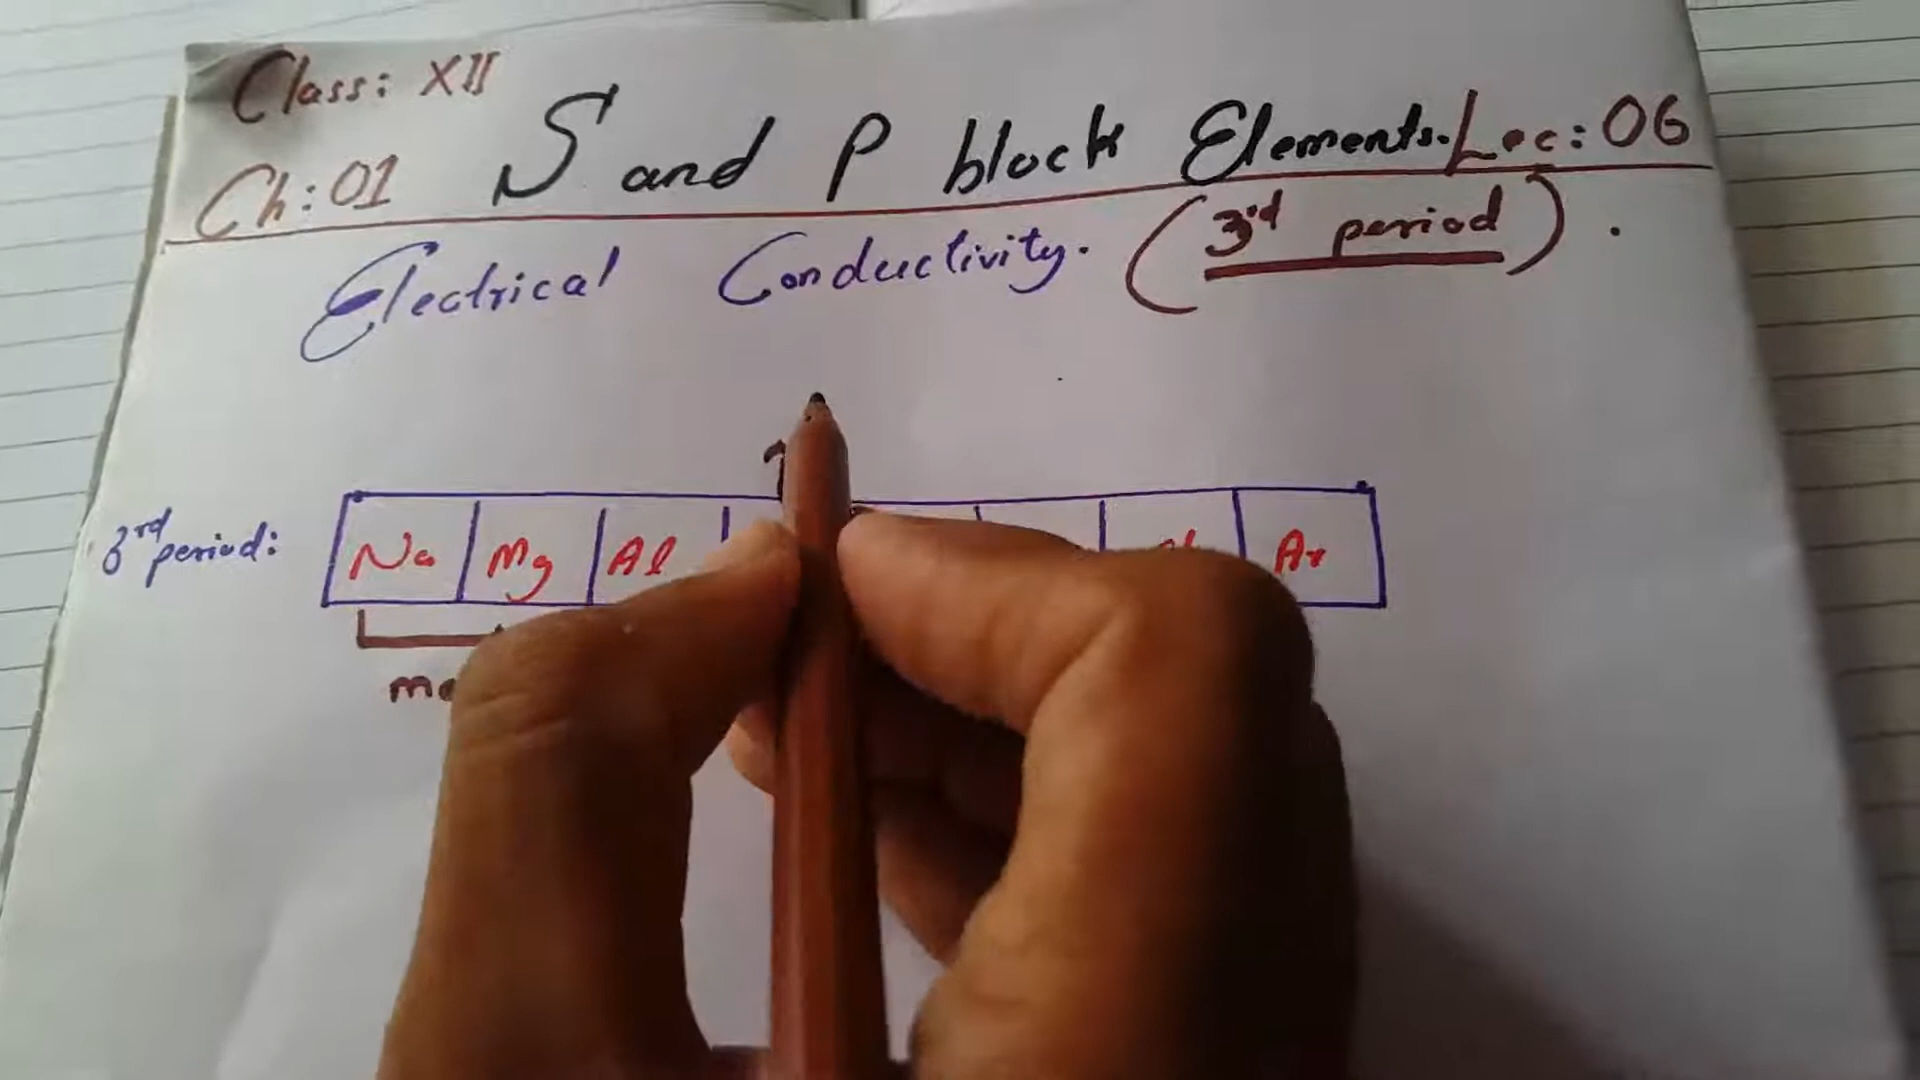 Class: XII
Ch: 01 S and P block Elements. Lec: 06
Electrical Conductivity. (3rd period).
3rd period: Na Mg Al Ar